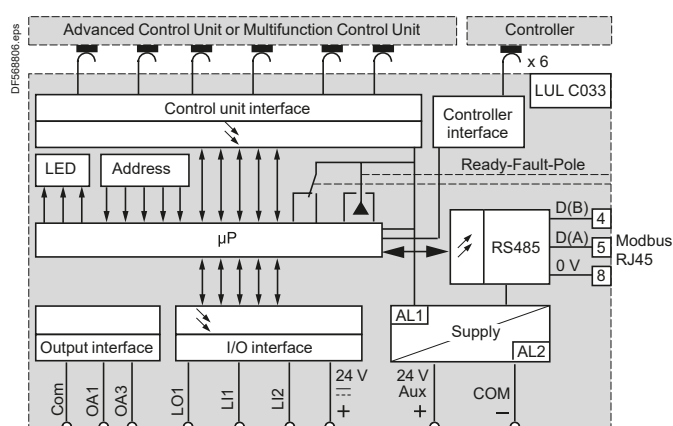 DF568806.eps
Advanced Control Unit or Multifunction Control Unit
Controller
x 6
LUL C033
Control unit interface
Controller
interface
LED
Address
Ready-Fault-Pole
µP
RS485
D(B)
4
D(A)
5
0 V
8
Modbus
RJ45
AL1
Supply
AL2
Output interface
I/O interface
Com
OA1
OA3
LO1
LI1
LI2
24 V
+
24 V
Aux
+
COM
–